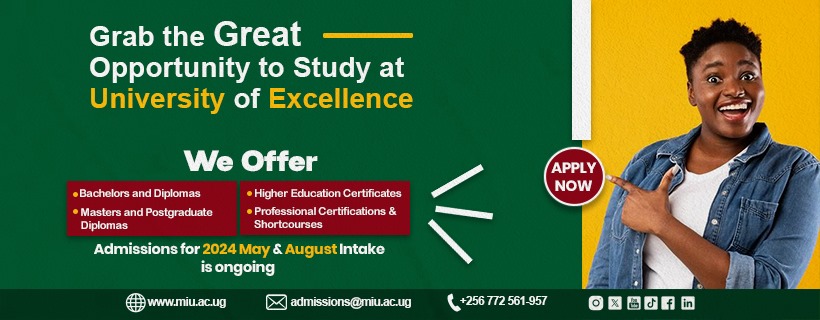 Grab the Great
Opportunity to Study at
University of Excellence
We Offer
Bachelors and Diplomas
Masters and Postgraduate
Diplomas
Higher Education Certificates
Professional Certifications &
Shortcourses
Admissions for 2024 May & August Intake
is ongoing
APPLY
NOW
www.miu.ac.ug
admissions@miu.ac.ug
+256 772 561-957